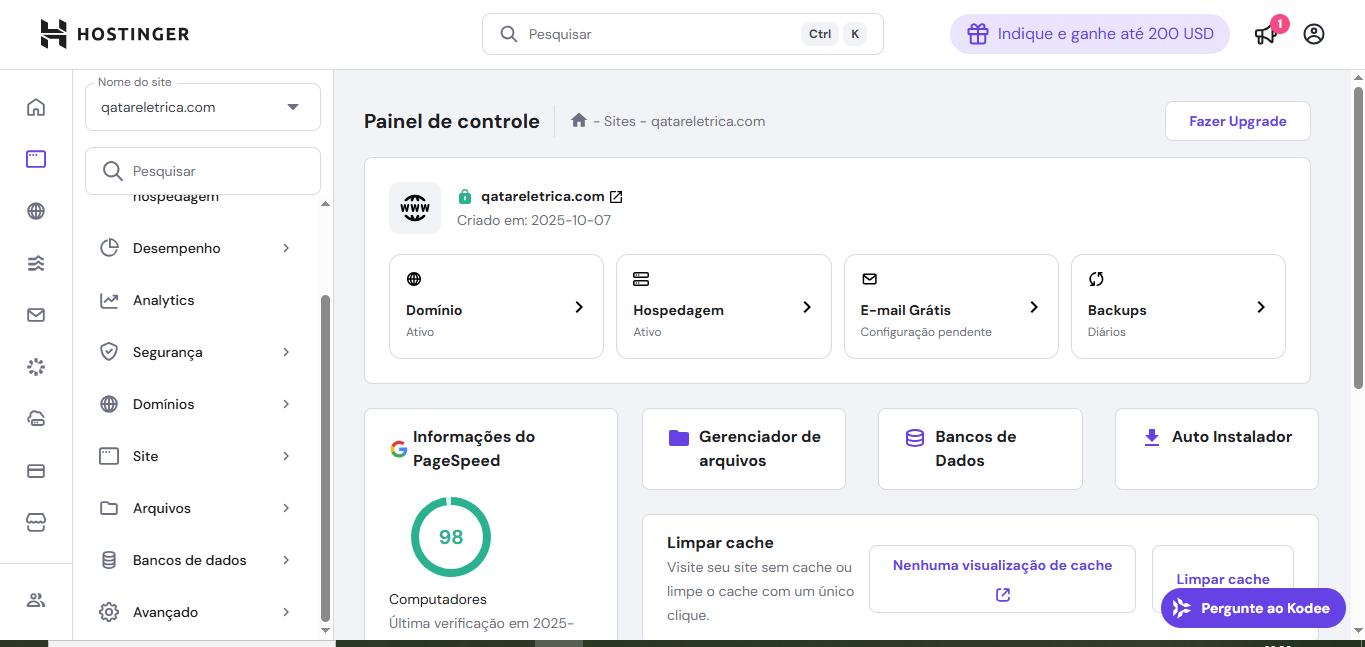 HOSTINGER
Pesquisar
Ctrl
K
Indique e ganhe até 200 USD
1
Nome do site
qatareletrica.com
Pesquisar
hospedagem
Desempenho
Analytics
Segurança
Domínios
Site
Arquivos
Bancos de dados
Avançado
Painel de controle
- Sites - qatareletrica.com
Fazer Upgrade
www
qatareletrica.com
Criado em: 2025-10-07
Domínio
Ativo
Hospedagem
Ativo
E-mail Grátis
Configuração pendente
Backups
Diários
Informações do
PageSpeed
98
Computadores
Última verificação em 2025-
Gerenciador de
arquivos
Bancos de
Dados
Auto Instalador
Limpar cache
Visite seu site sem cache ou
limpe o cache com um único
clique.
Nenhuma visualização de cache
Limpar cache
Pergunte ao Kodee